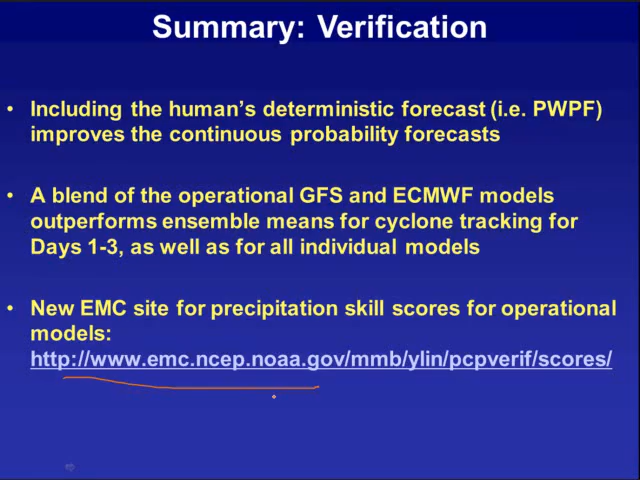 Summary: Verification
• Including the human's deterministic forecast (i.e. PWPF)
improves the continuous probability forecasts
• A blend of the operational GFS and ECMWF models
outperforms ensemble means for cyclone tracking for
Days 1-3, as well as for all individual models
• New EMC site for precipitation skill scores for operational
models:
http://www.emc.ncep.noaa.gov/mmb/ylin/pcpverif/scores/